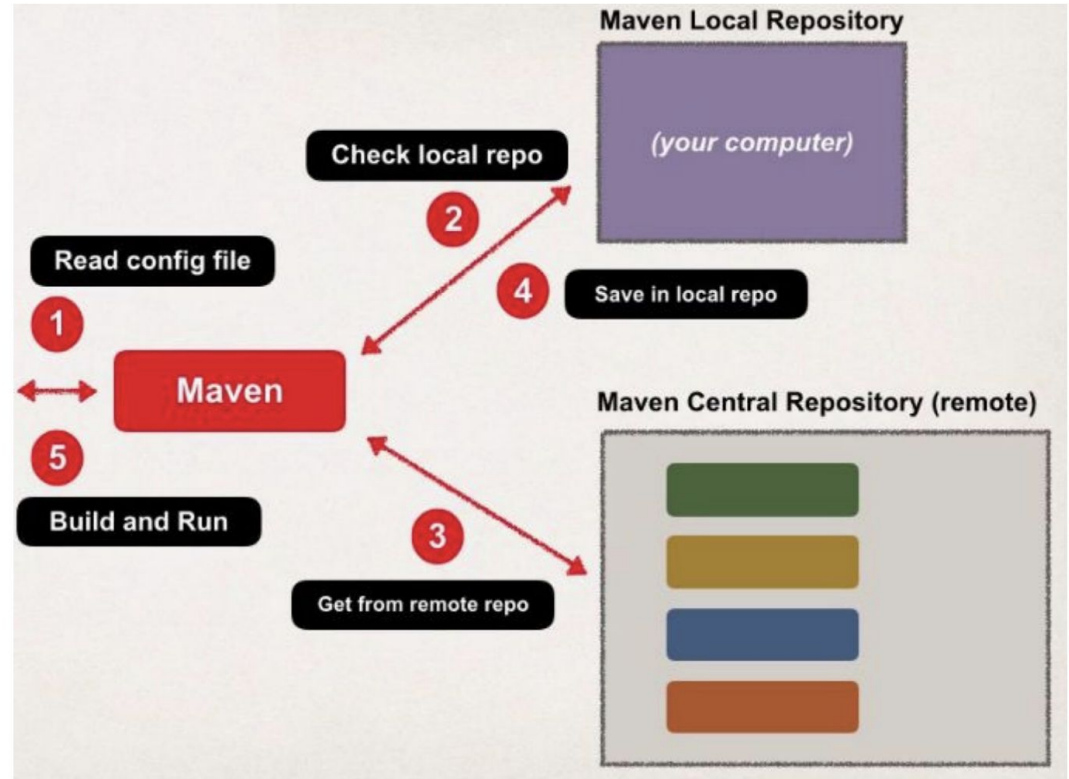 Maven Local Repository
(your computer)
Check local repo
2
Read config file
4
Save in local repo
1
Maven
Maven Central Repository (remote)
5
Build and Run
3
Get from remote repo